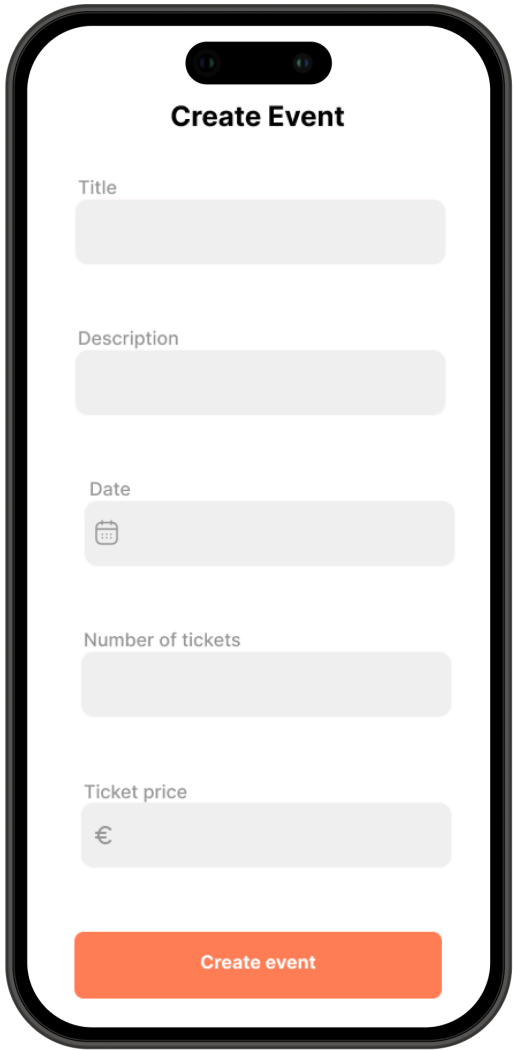 Create Event
Title
Description
Date
Number of tickets
Ticket price
€
Create event